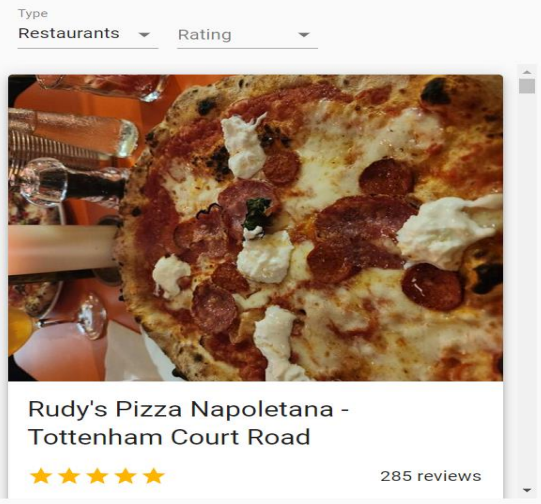 Type
Restaurants
Rating
Rudy's Pizza Napoletana -
Tottenham Court Road
285 reviews